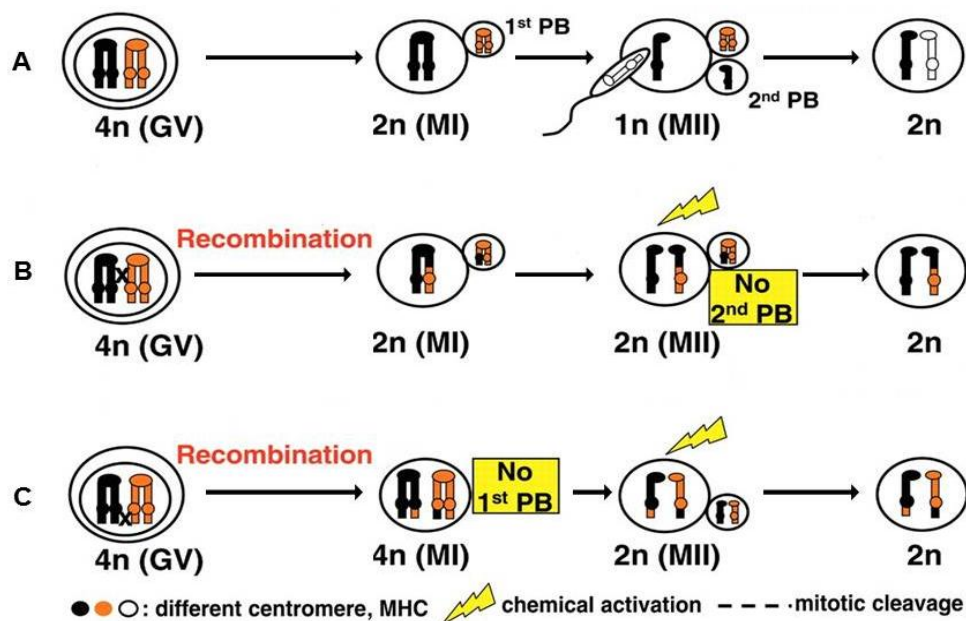 A
1st PB
2nd PB
4n (GV)
2n (MI)
1n (MII)
2n
B
Recombination
x
No
2nd PB
4n (GV)
2n (MI)
2n (MII)
2n
C
Recombination
x
No
1st PB
4n (GV)
4n (MI)
2n (MII)
2n
: different centromere, MHC chemical activation mitotic cleavage